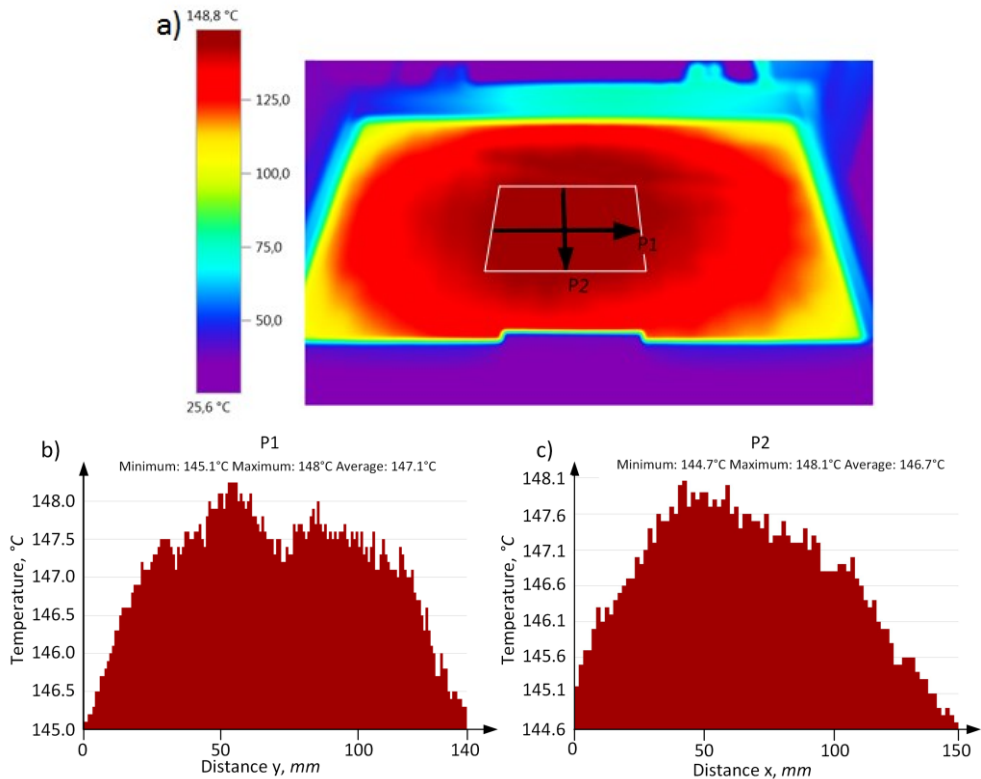 a)
148,8 °C
125,0
100,0
75,0
50,0
25,6 °C
P1
P2
b)
P1
Minimum: 145.1°C Maximum: 148°C Average: 147.1°C
148.0
147.5
147.0
146.5
146.0
146.5
145.0
Temperature, °C
0
50
100
140
Distance y, mm
c)
P2
Minimum: 144.7°C Maximum: 148.1°C Average: 146.7°C
148.1
147.6
147.1
146.6
146.1
145.6
145.1
144.6
Temperature, °C
0
50
100
150
Distance x, mm